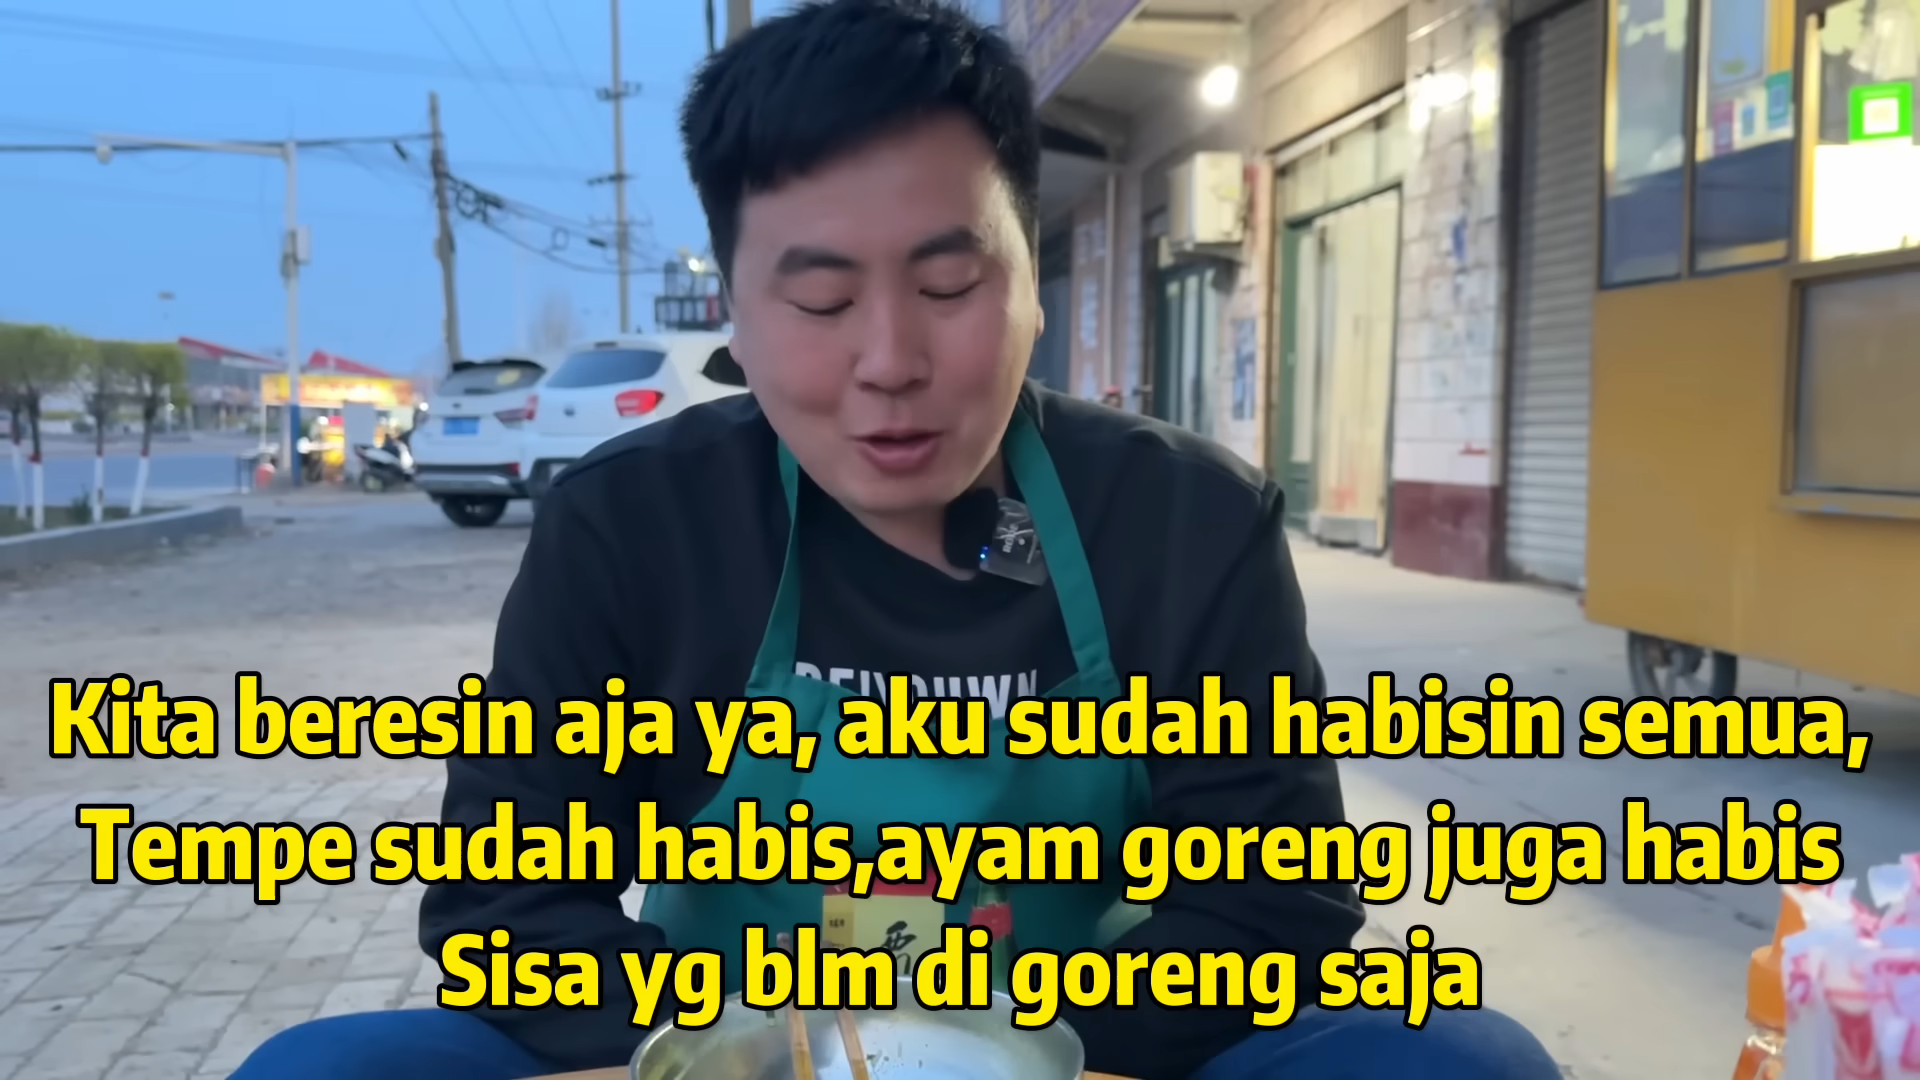 Kita beresin aja ya, aku sudah habisin semua,
Tempe sudah habis,ayam goreng juga habis
Sisa yg blm di goreng saja